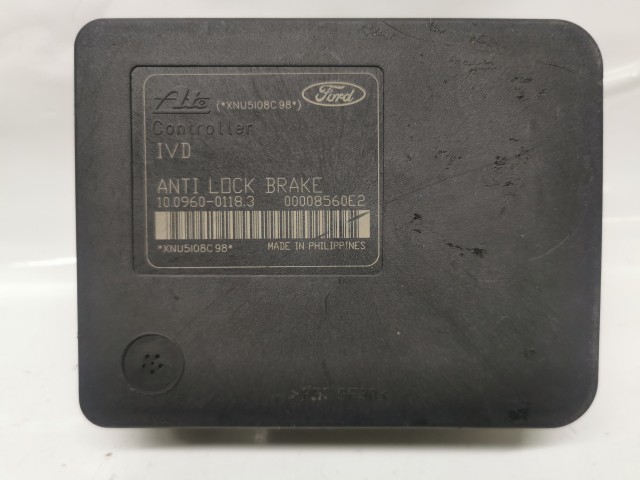 Ate (*XNU5108C98*) Ford
Controller
IVD
ANTI LOCK BRAKE
10.0960-0118.3 00008560E2
*XNU5108C98* MADE IN PHILIPPINES